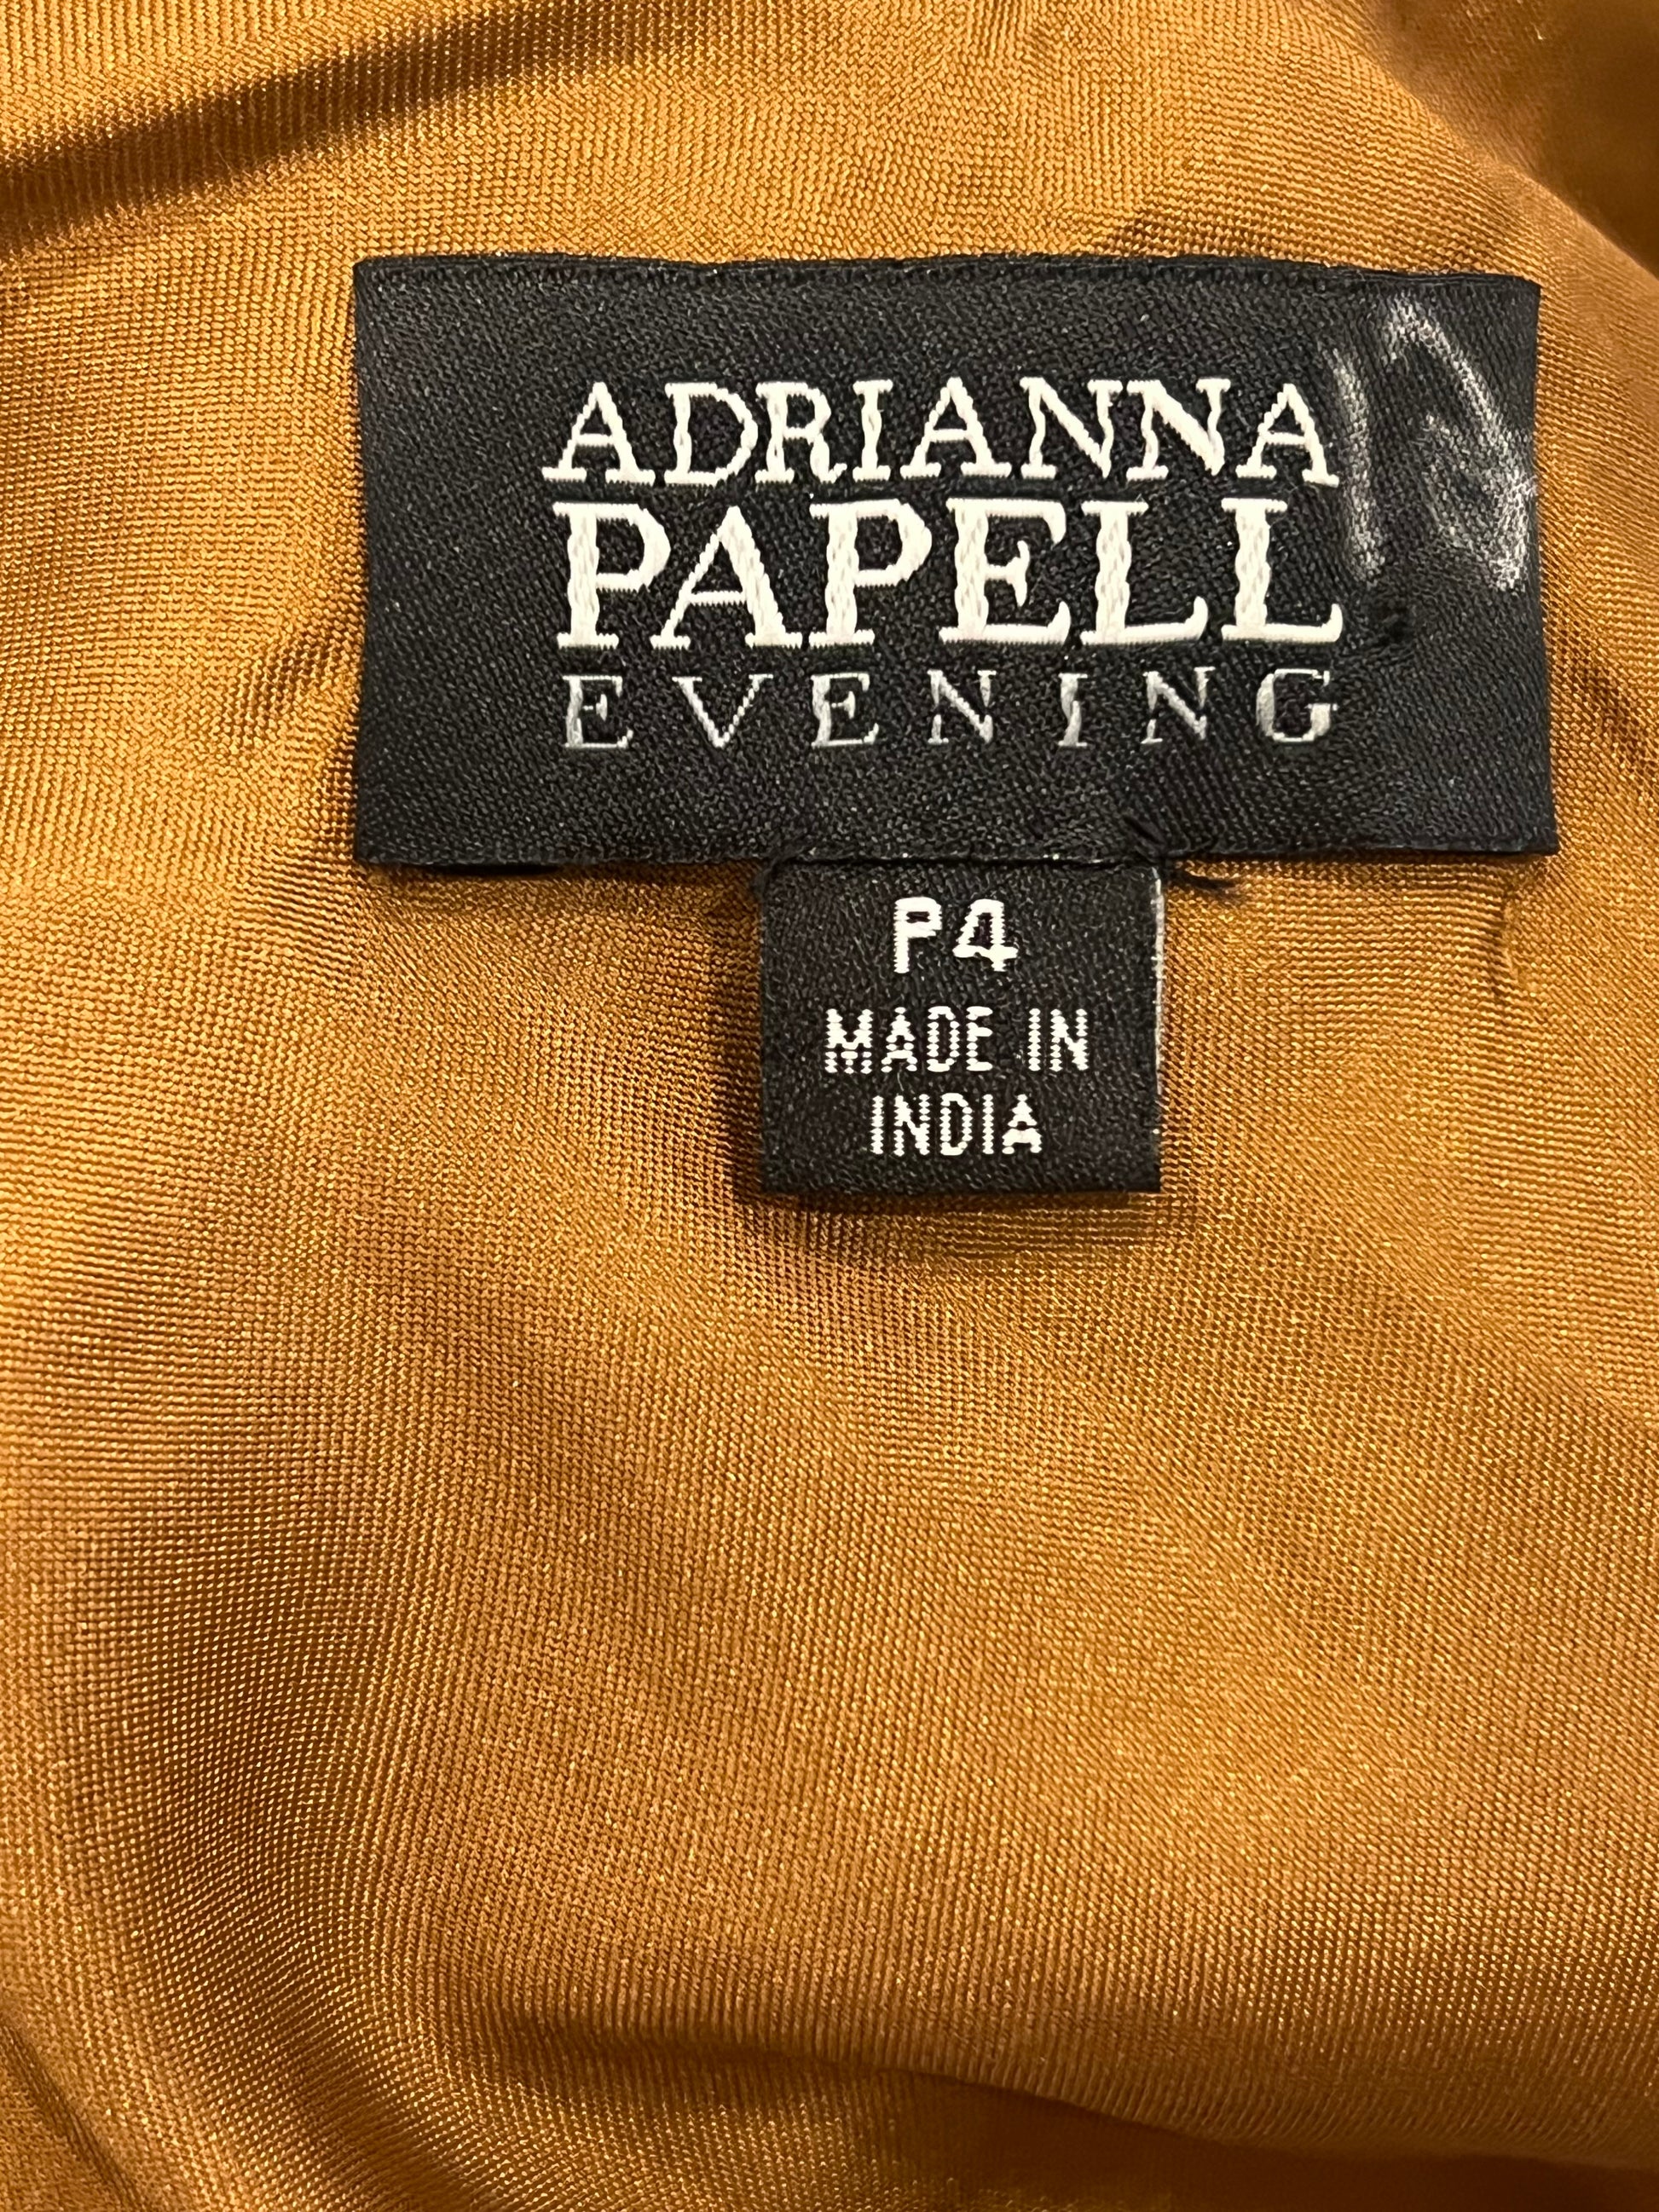 ADRIANNA
PAPELL
EVENING
P4
MADE IN
INDIA